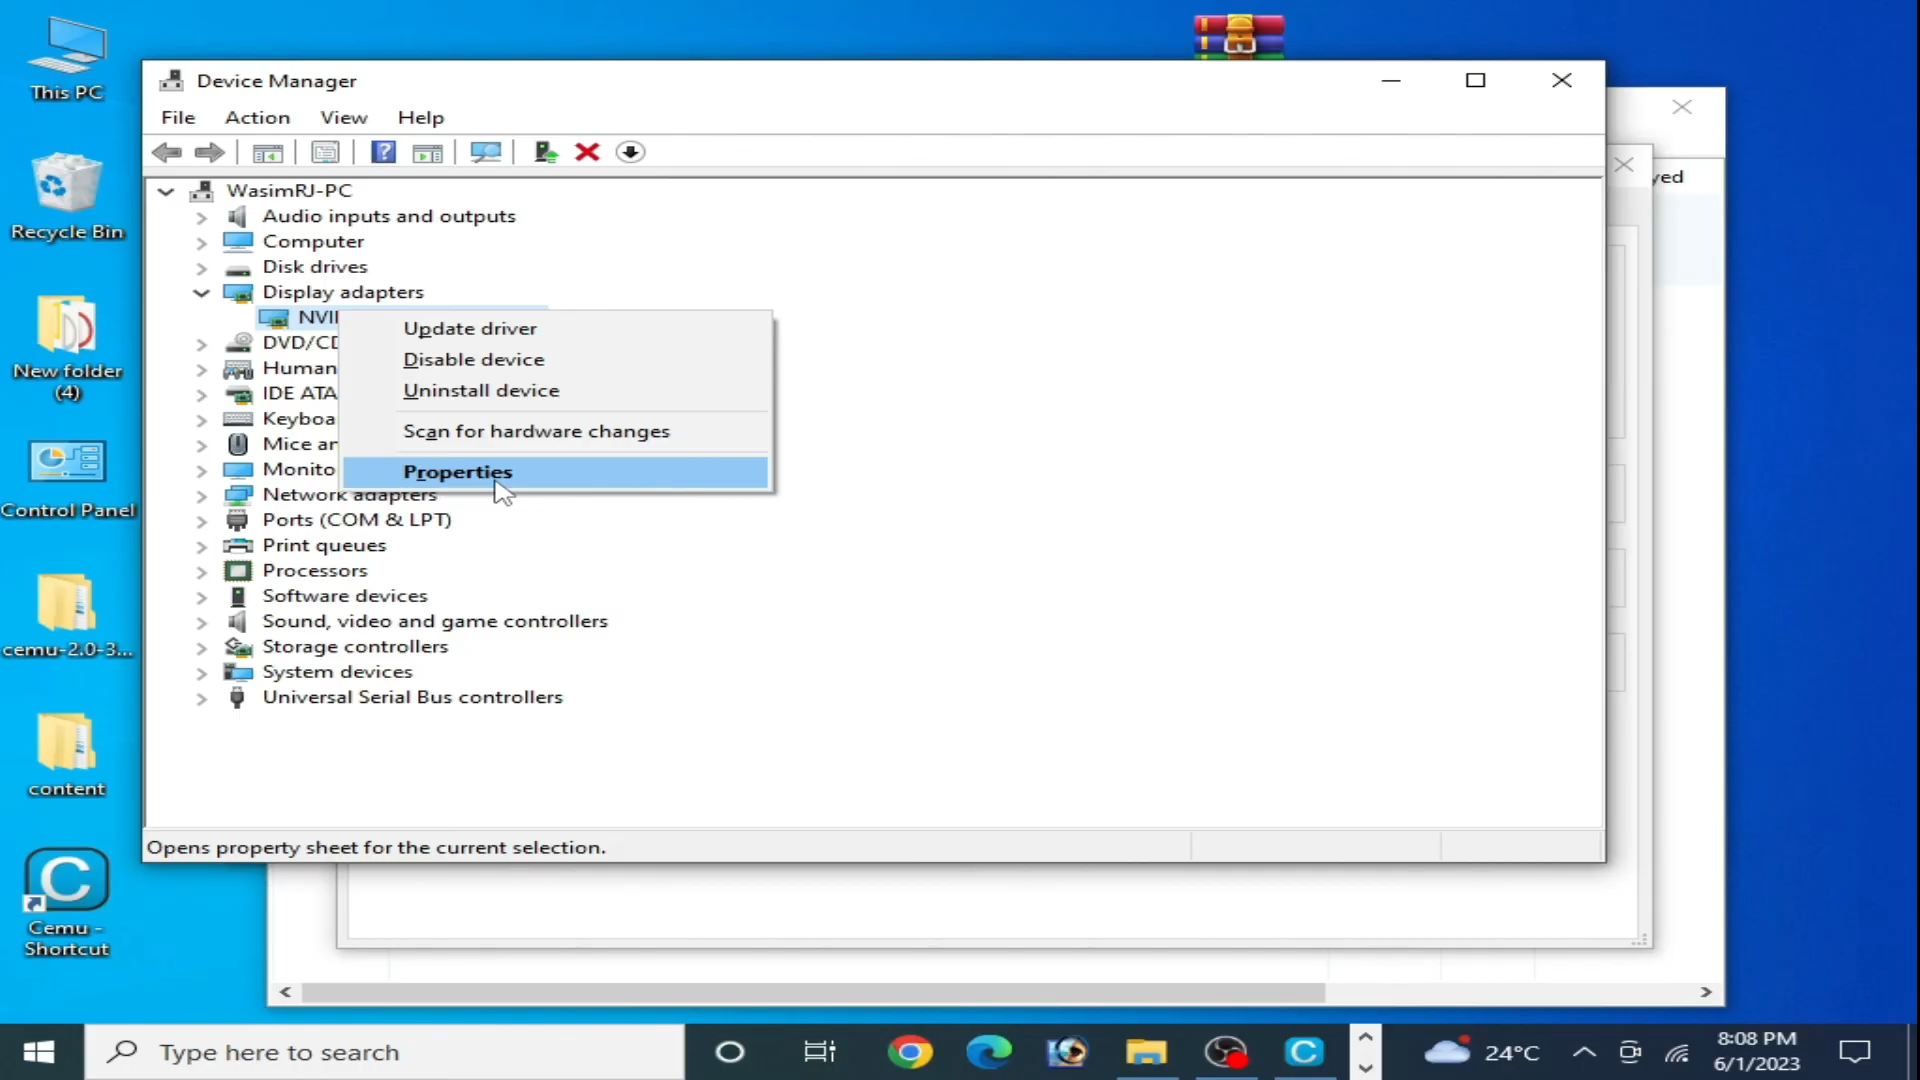 This PC
Recycle Bin
New folder
(4)
Control Panel
cemu-2.0-3...
content
Cemu -
Shortcut
Device Manager
File Action View Help
WasimRJ-PC
Audio inputs and outputs
Computer
Disk drives
Display adapters
NVI
DVD/CD
Human
IDE ATA
Keyboa
Mice an
Monito
Network adapters
Ports (COM & LPT)
Print queues
Processors
Software devices
Sound, video and game controllers
Storage controllers
System devices
Universal Serial Bus controllers
Update driver
Disable device
Uninstall device
Scan for hardware changes
Properties
Opens property sheet for the current selection.
yed
Type here to search
24°C
8:08 PM
6/1/2023